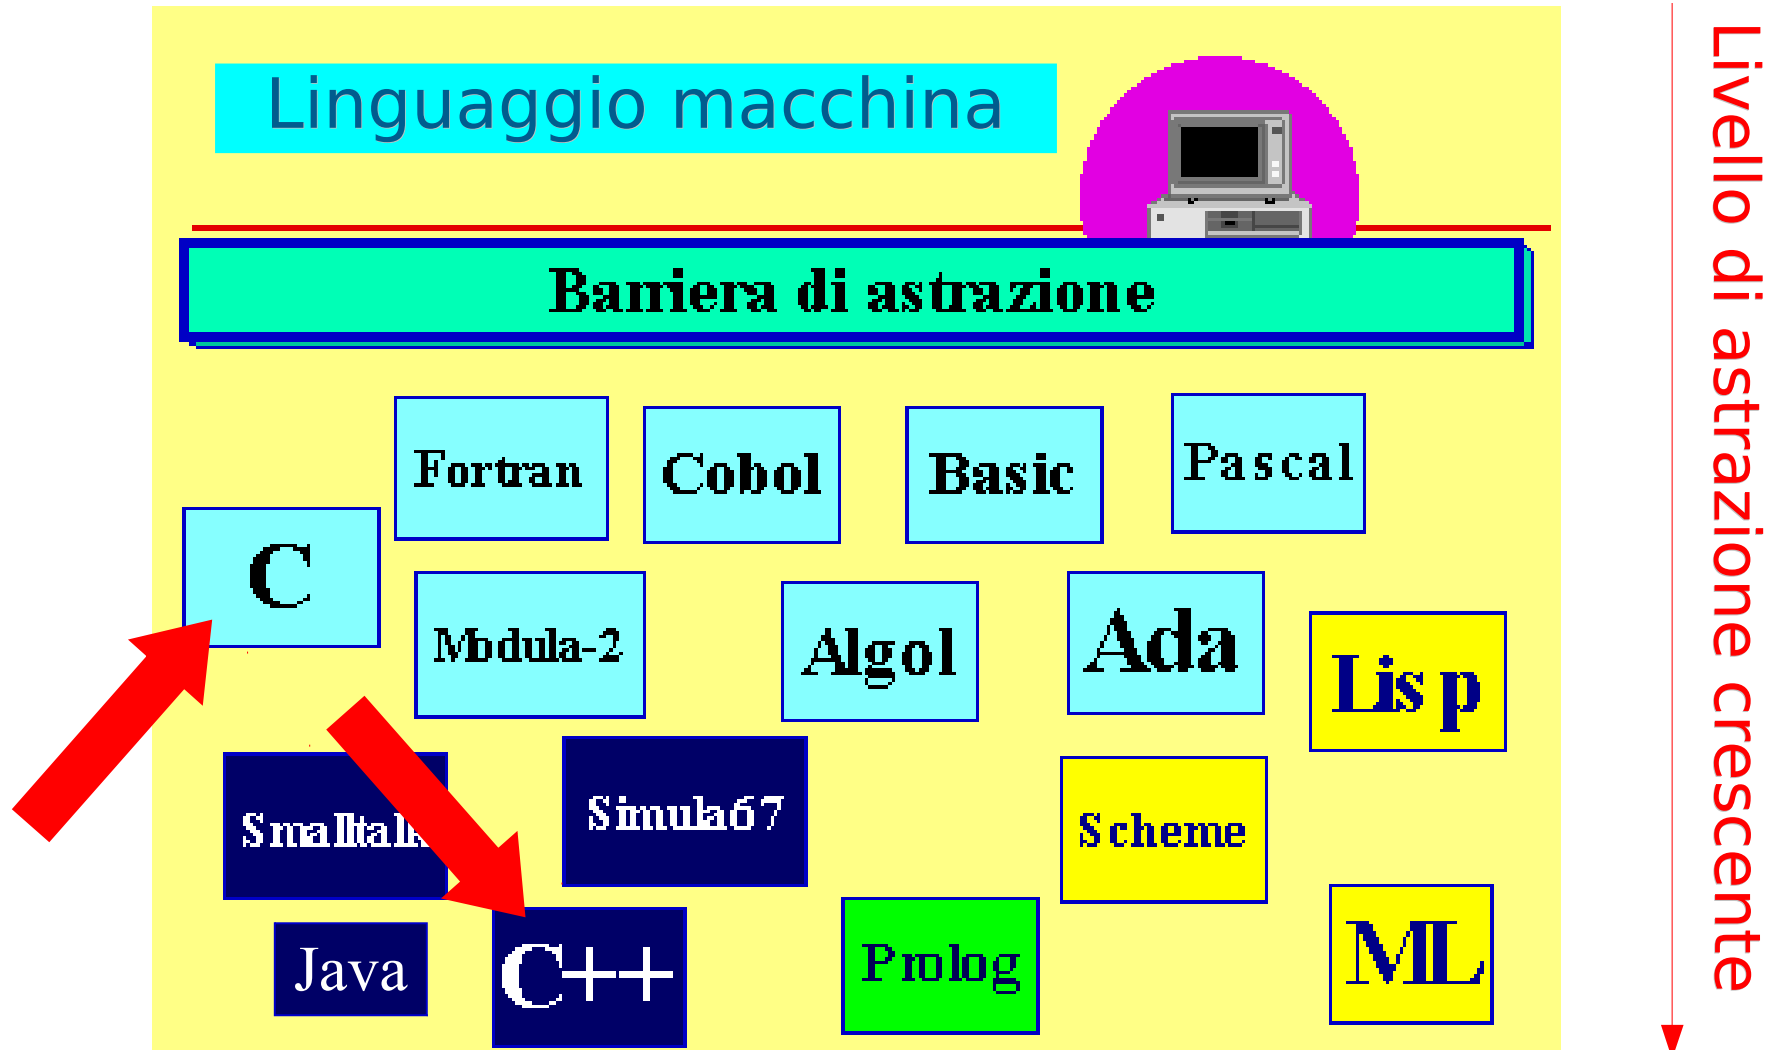 Linguaggio macchina
Barriera di astrazione
Fortran
Cobol
Basic
Pascal
C
Modula-2
Algol
Ada
Lisp
Smalltalk
Simula67
Scheme
Java
C++
Prolog
ML
Livello di astrazione crescente